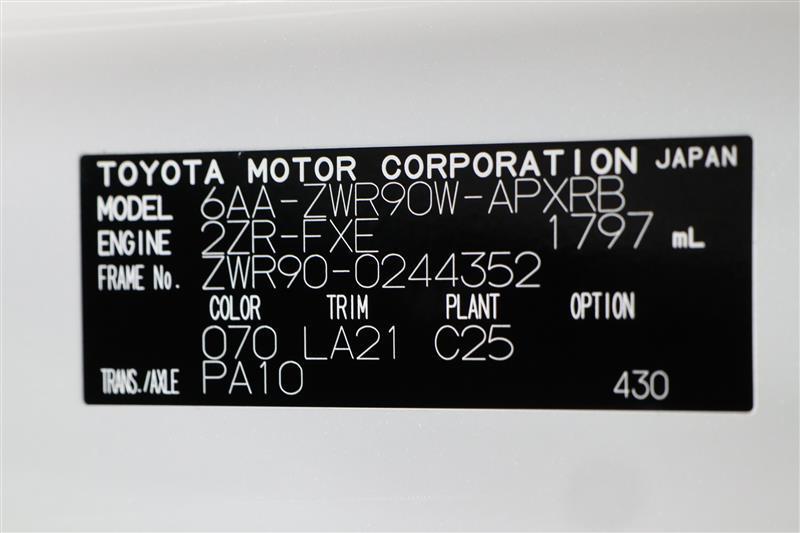 TOYOTA MOTOR CORPORATION JAPAN
MODEL 6AA-ZWR90W-APXRB
ENGINE 2ZR-FXE 1797 mL
FRAME No. ZWR90-0244352
COLOR TRIM PLANT OPTION
070 LA21 C25
TRANS./AXLE PA10 430